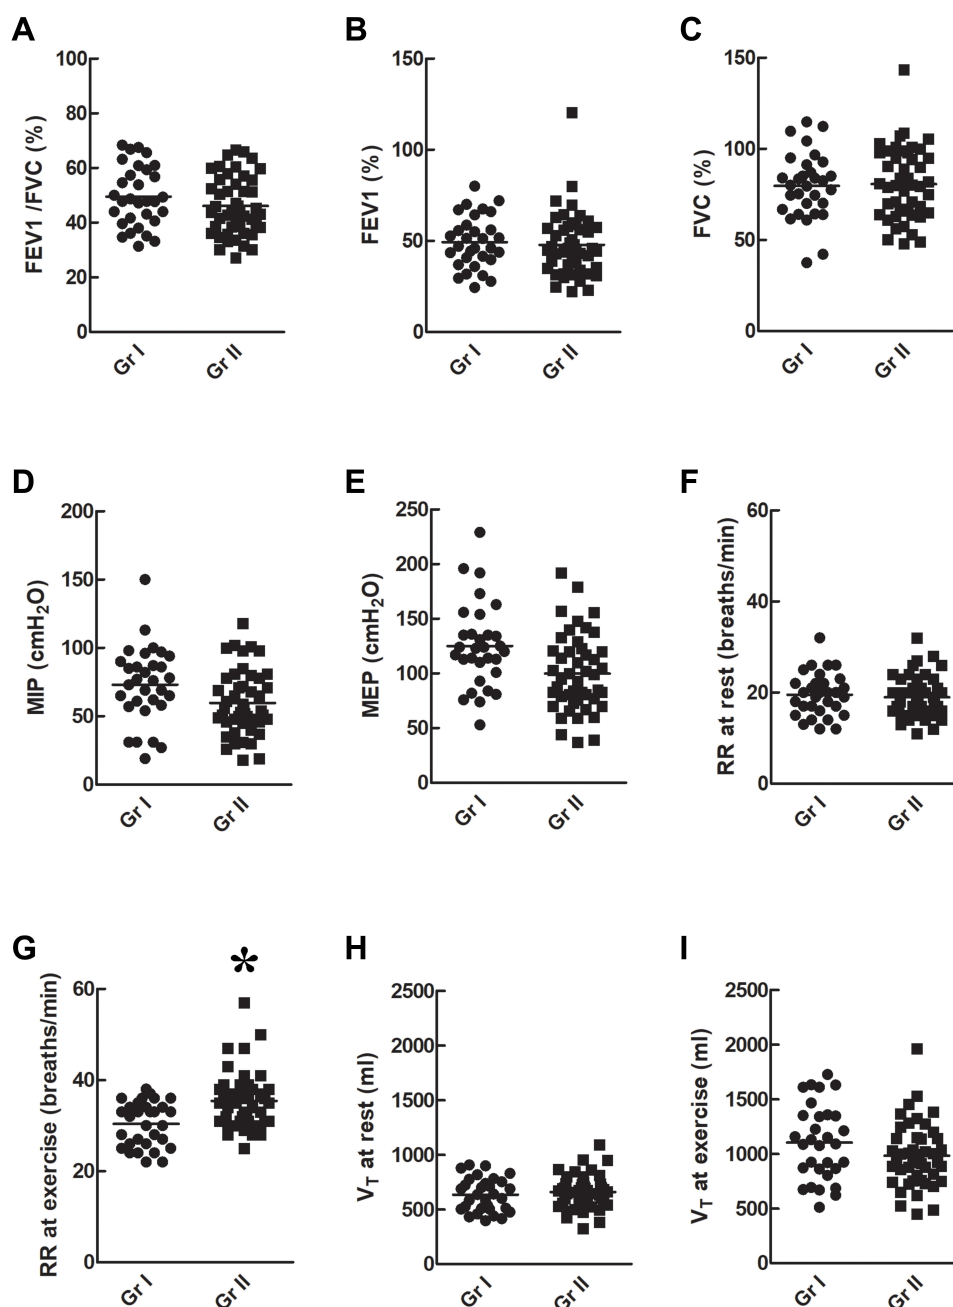 A
B
C
FEV1 /FVC (%)
100
80
60
40
20
0
Gr I
Gr II
FEV1 (%)
150
100
50
0
Gr I
Gr II
FVC (%)
150
100
50
0
Gr I
Gr II
D
E
F
MIP (cmH2O)
200
150
100
50
0
Gr I
Gr II
MEP (cmH2O)
250
200
150
100
50
0
Gr I
Gr II
RR at rest (breaths/min)
60
40
20
0
Gr I
Gr II
G
H
I
RR at exercise (breaths/min)
60
40
20
0
*
Gr I
Gr II
VT at rest (ml)
2500
2000
1500
1000
500
0
Gr I
Gr II
VT at exercise (ml)
2500
2000
1500
1000
500
0
Gr I
Gr II